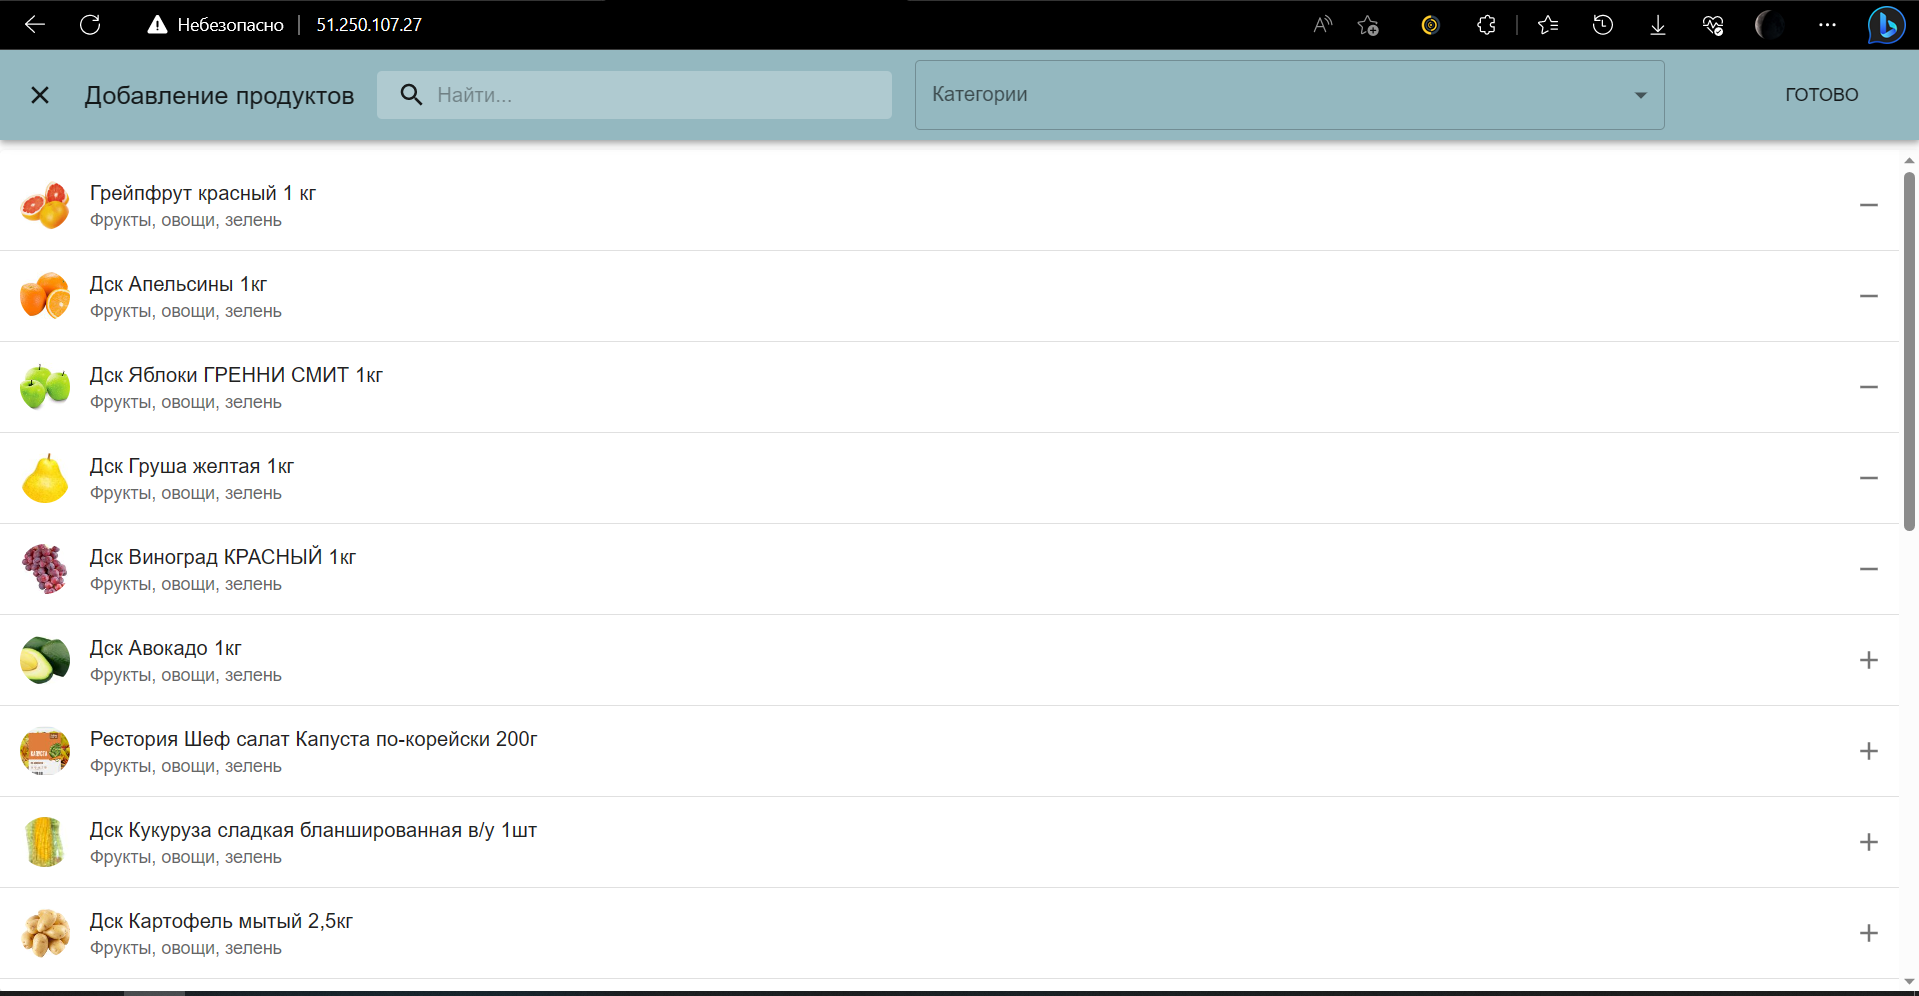 Небезопасно
51.250.107.27
Добавление продуктов
Найти...
Категории
ГОТОВО
Грейпфрут красный 1 кг
Фрукты, овощи, зелень
Дск Апельсины 1кг
Фрукты, овощи, зелень
Дск Яблоки ГРЕННИ СМИТ 1кг
Фрукты, овощи, зелень
Дск Груша желтая 1кг
Фрукты, овощи, зелень
Дск Виноград КРАСНЫЙ 1кг
Фрукты, овощи, зелень
Дск Авокадо 1кг
Фрукты, овощи, зелень
Рестория Шеф салат Капуста по-корейски 200г
Фрукты, овощи, зелень
Дск Кукуруза сладкая бланшированная в/у 1шт
Фрукты, овощи, зелень
Дск Картофель мытый 2,5кг
Фрукты, овощи, зелень